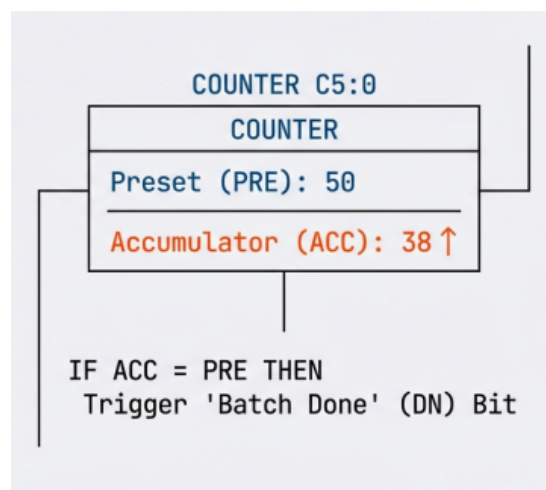 COUNTER C5:0
COUNTER
Preset (PRE): 50
Accumulator (ACC): 38 ↑
IF ACC = PRE THEN
Trigger 'Batch Done' (DN) Bit